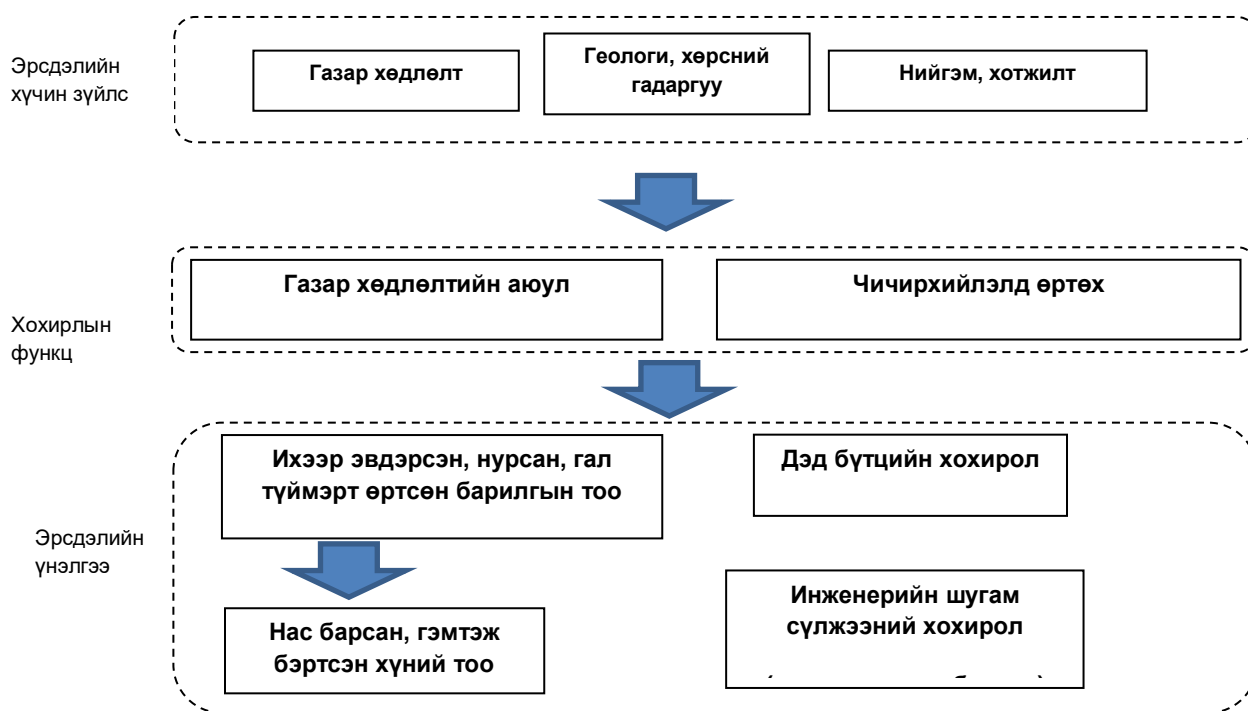 Эрсдэлийн
хүчин зүйлс
Газар хөдлөлт
Геологи, хөрсний
гадаргуу
Нийгэм, хотжилт
Хохирлын
функц
Газар хөдлөлтийн аюул
Чичирхийлэлд өртөх
Эрсдэлийн
үнэлгээ
Ихээр эвдэрсэн, нурсан, гал
түймэрт өртсөн барилгын тоо
Дэд бүтцийн хохирол
Нас барсан, гэмтэж
бэртсэн хүний тоо
Инженерийн шугам
сүлжээний хохирол